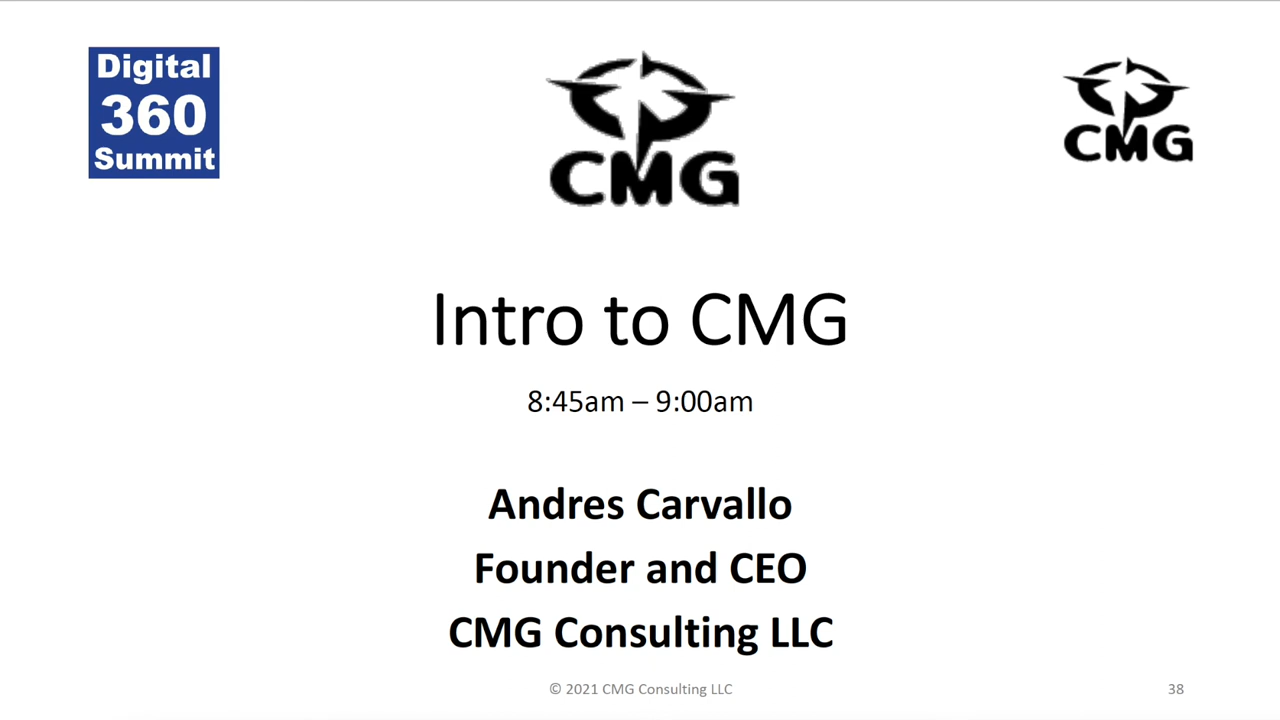 Digital
360
Summit
CMG
CMG
Intro to CMG
8:45am – 9:00am
Andres Carvallo
Founder and CEO
CMG Consulting LLC
© 2021 CMG Consulting LLC
38